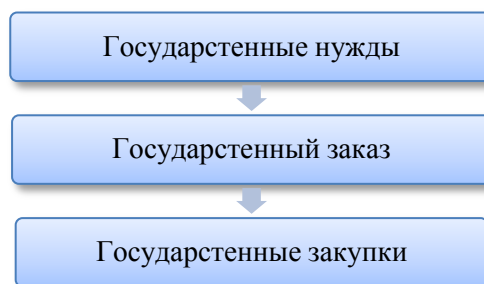 Государстенные нужды
Государстенный заказ
Государстенные закупки